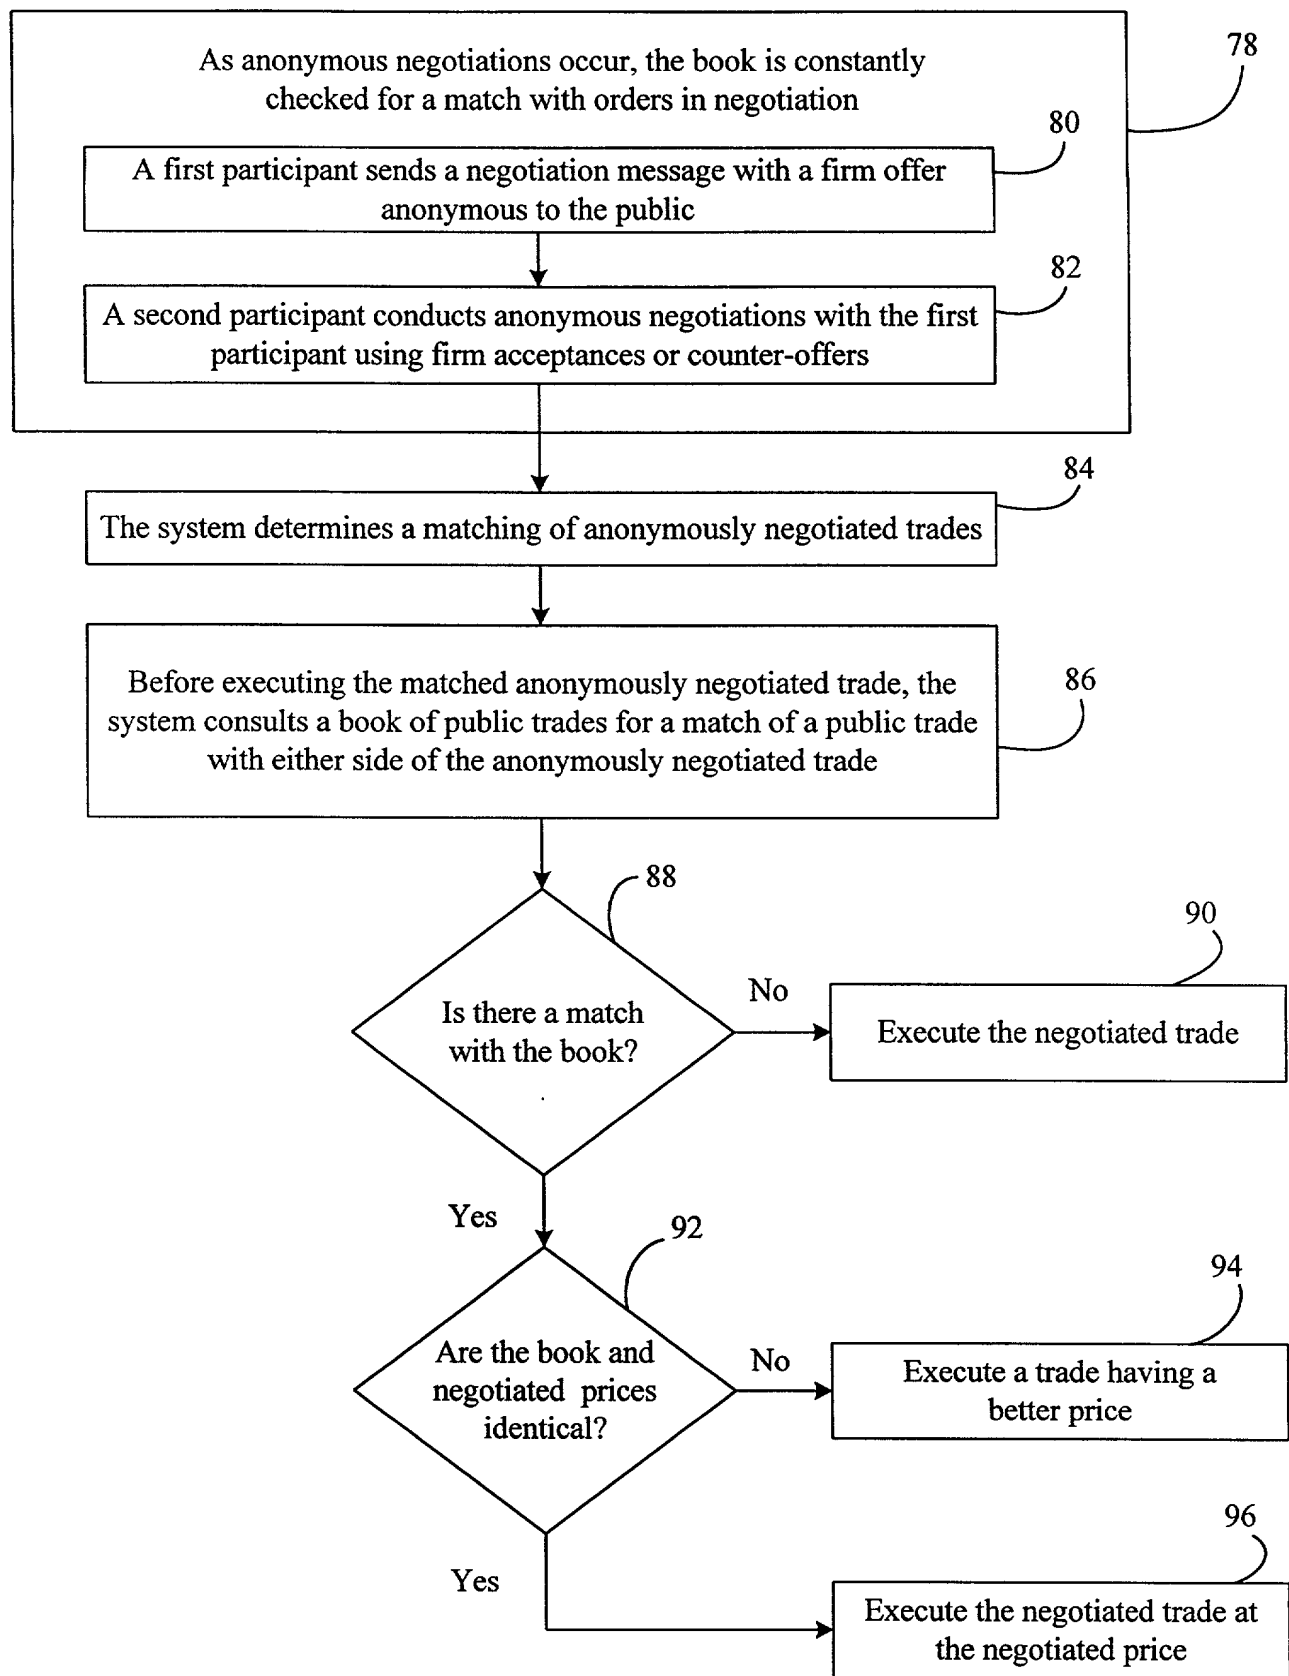 As anonymous negotiations occur, the book is constantly
checked for a match with orders in negotiation
78
80
A first participant sends a negotiation message with a firm offer
anonymous to the public
82
A second participant conducts anonymous negotiations with the first
participant using firm acceptances or counter-offers
84
The system determines a matching of anonymously negotiated trades
86
Before executing the matched anonymously negotiated trade, the
system consults a book of public trades for a match of a public trade
with either side of the anonymously negotiated trade
88
Is there a match
with the book?
No
90
Execute the negotiated trade
Yes
92
Are the book and
negotiated prices
identical?
No
94
Execute a trade having a
better price
Yes
96
Execute the negotiated trade at
the negotiated price